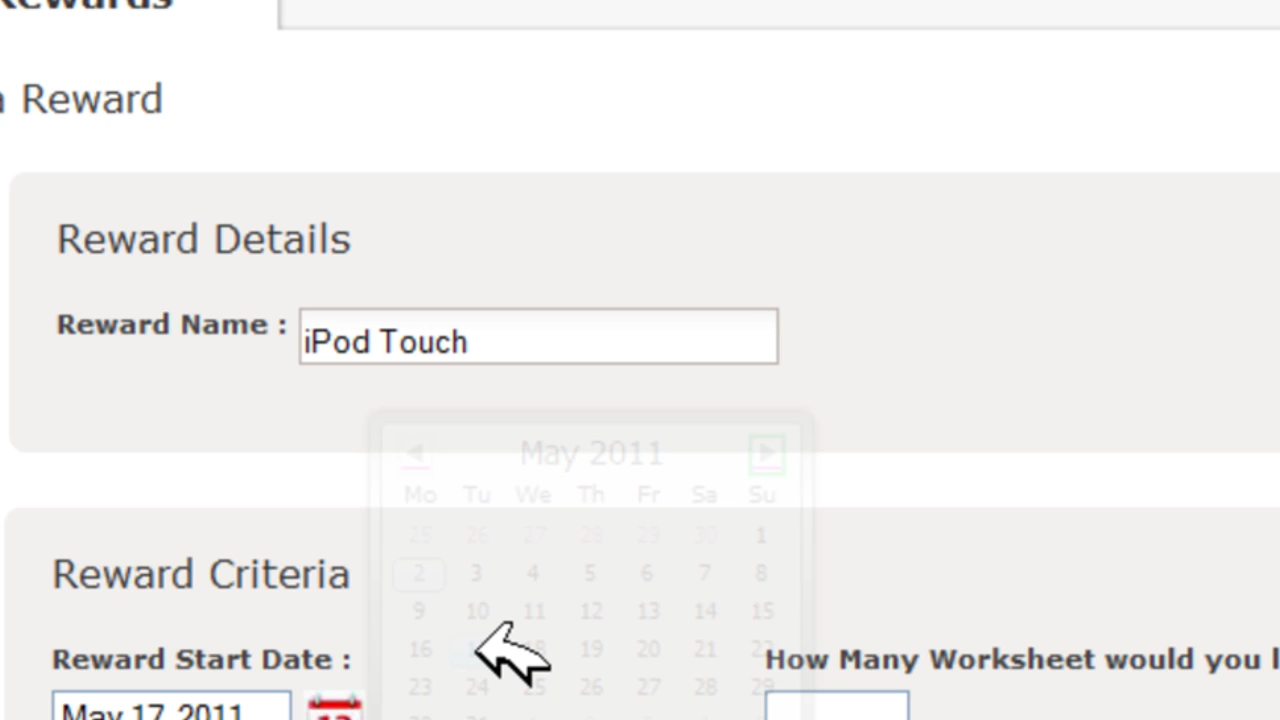 Rewards
Reward
Reward Details
Reward Name :
iPod Touch
May 2011
Mo Tu We Th Fr Sa Su
25 26 27 28 29 30 1
2 3 4 5 6 7 8
9 10 11 12 13 14 15
16 18 19 20 21 22
23 24 25 26 27 28 29
Reward Criteria
Reward Start Date :
How Many Worksheet would you l
May 17, 2011